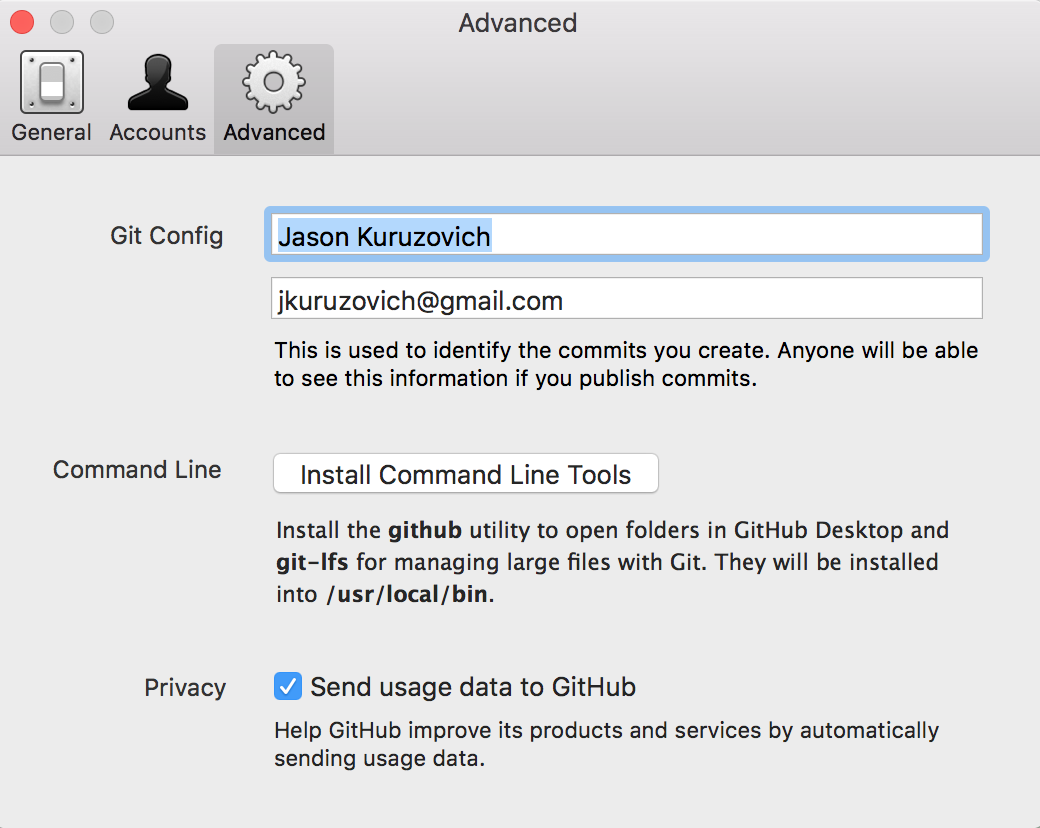 Advanced
General Accounts Advanced
Git Config
Jason Kuruzovich
jkuruzovich@gmail.com
This is used to identify the commits you create. Anyone will be able
to see this information if you publish commits.
Command Line
Install Command Line Tools
Install the github utility to open folders in GitHub Desktop and
git-lfs for managing large files with Git. They will be installed
into /usr/local/bin.
Privacy
Send usage data to GitHub
Help GitHub improve its products and services by automatically
sending usage data.